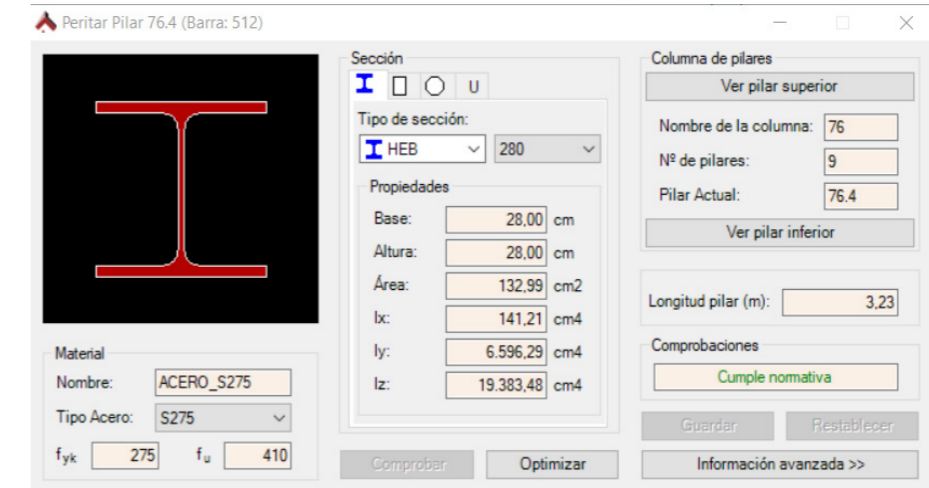 Peritar Pilar 76.4 (Barra: 512)
Sección
U
Tipo de sección:
HEB 280
Propiedades
Base: 28,00 cm
Altura: 28,00 cm
Área: 132,99 cm2
Ix: 141,21 cm4
Iy: 6.596,29 cm4
Iz: 19.383,48 cm4
Comprobar Optimizar
Material
Nombre: ACERO_S275
Tipo Acero: S275
fyk 275 fu 410
Columna de pilares
Ver pilar superior
Nombre de la columna: 76
Nº de pilares: 9
Pilar Actual: 76.4
Ver pilar inferior
Longitud pilar (m): 3,23
Comprobaciones
Cumple normativa
Guardar Restablecer
Información avanzada >>